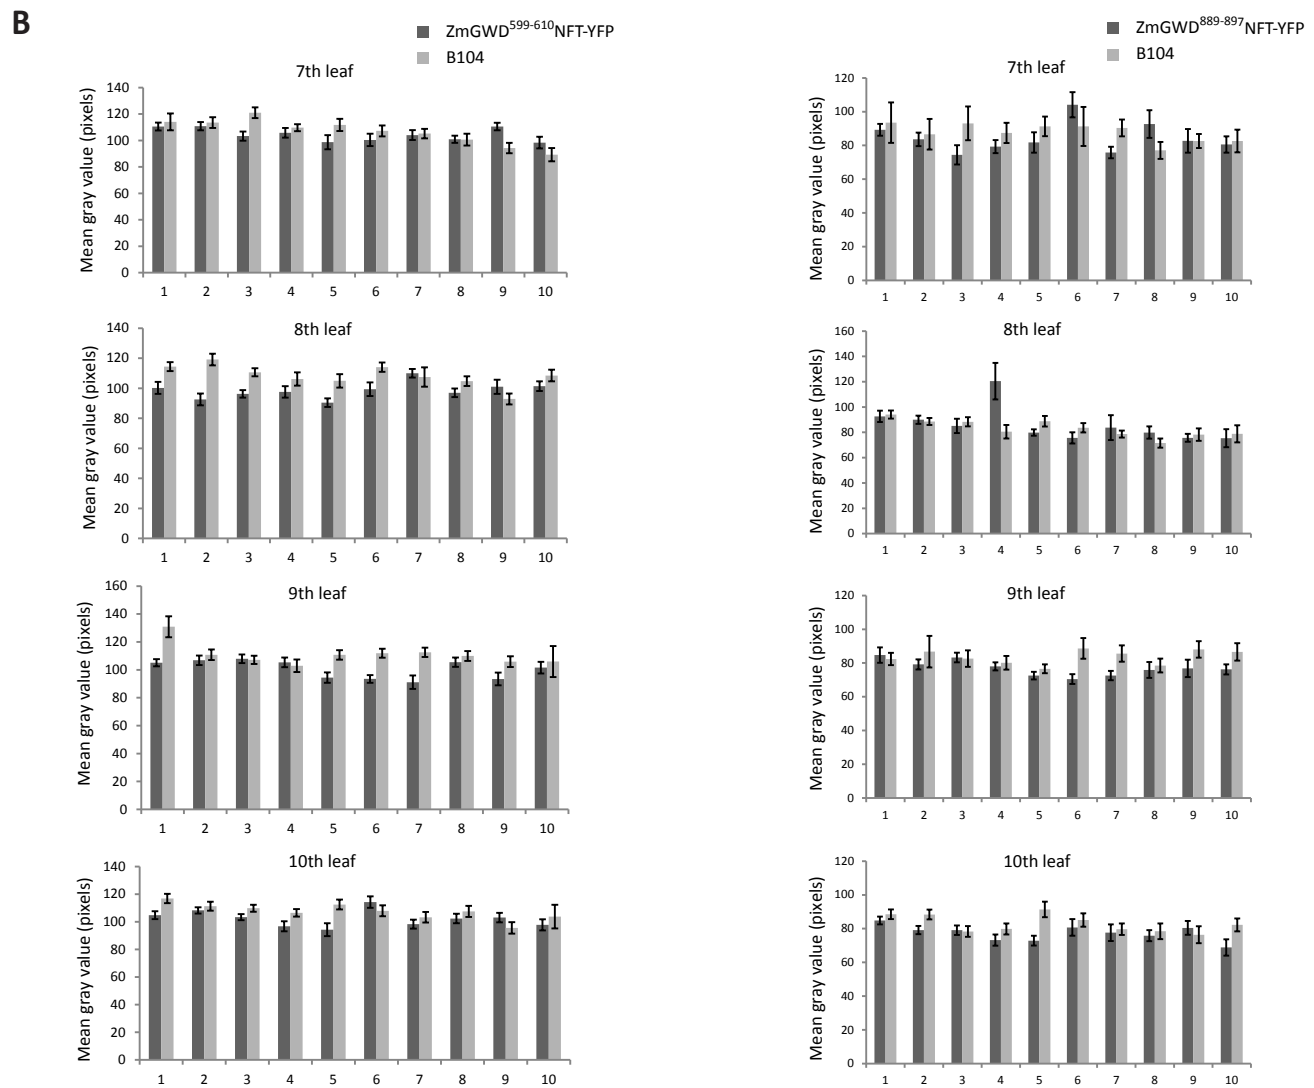 B
ZmGWD599-610NFT-YFP
B104
7th leaf
Mean gray value (pixels)
140
120
100
80
60
40
20
0
1 2 3 4 5 6 7 8 9 10
8th leaf
Mean gray value (pixels)
140
120
100
80
60
40
20
0
1 2 3 4 5 6 7 8 9 10
9th leaf
Mean gray value (pixels)
160
140
120
100
80
60
40
20
0
1 2 3 4 5 6 7 8 9 10
10th leaf
Mean gray value (pixels)
140
120
100
80
60
40
20
0
1 2 3 4 5 6 7 8 9 10
ZmGWD889-897NFT-YFP
B104
7th leaf
Mean gray value (pixels)
120
100
80
60
40
20
0
1 2 3 4 5 6 7 8 9 10
8th leaf
Mean gray value (pixels)
160
140
120
100
80
60
40
20
0
1 2 3 4 5 6 7 8 9 10
9th leaf
Mean gray value (pixels)
120
100
80
60
40
20
0
1 2 3 4 5 6 7 8 9 10
10th leaf
Mean gray value (pixels)
120
100
80
60
40
20
0
1 2 3 4 5 6 7 8 9 10